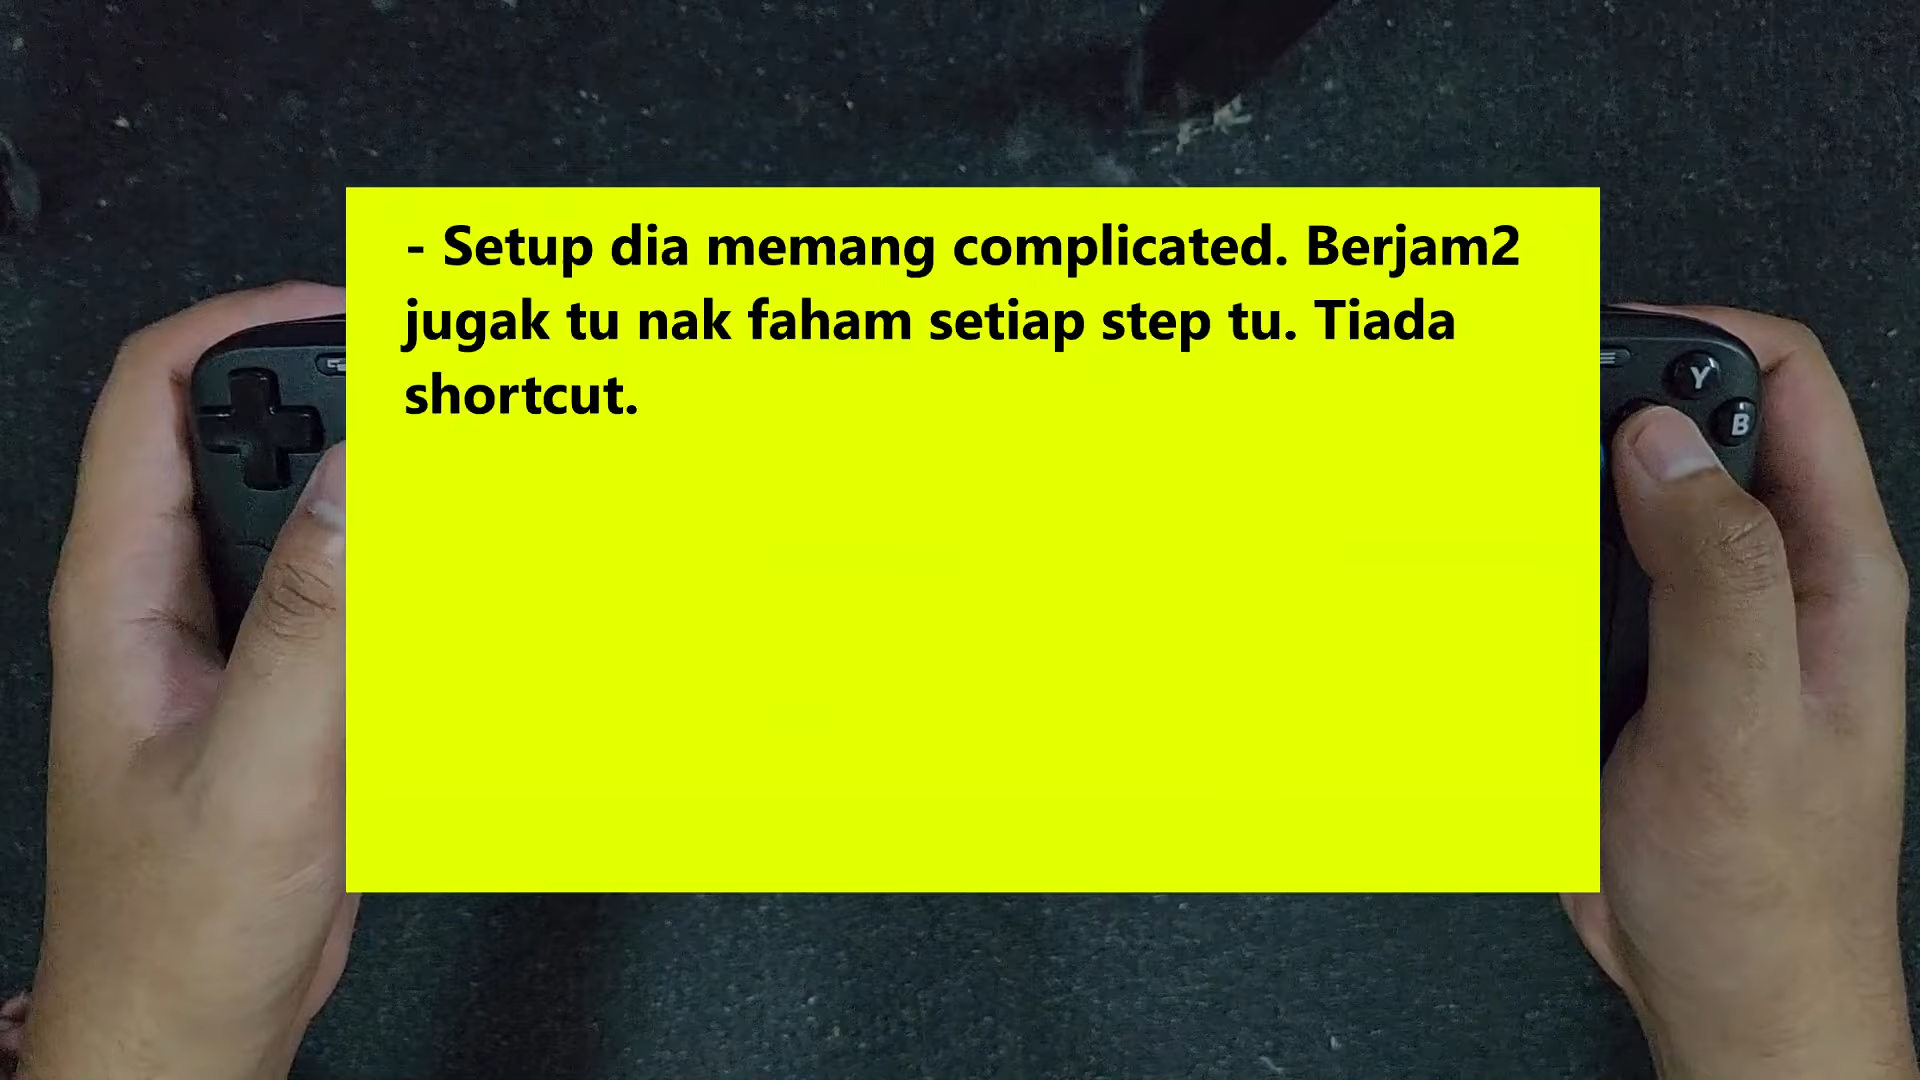 - Setup dia memang complicated. Berjam2
jugak tu nak faham setiap step tu. Tiada
shortcut.
Y
B